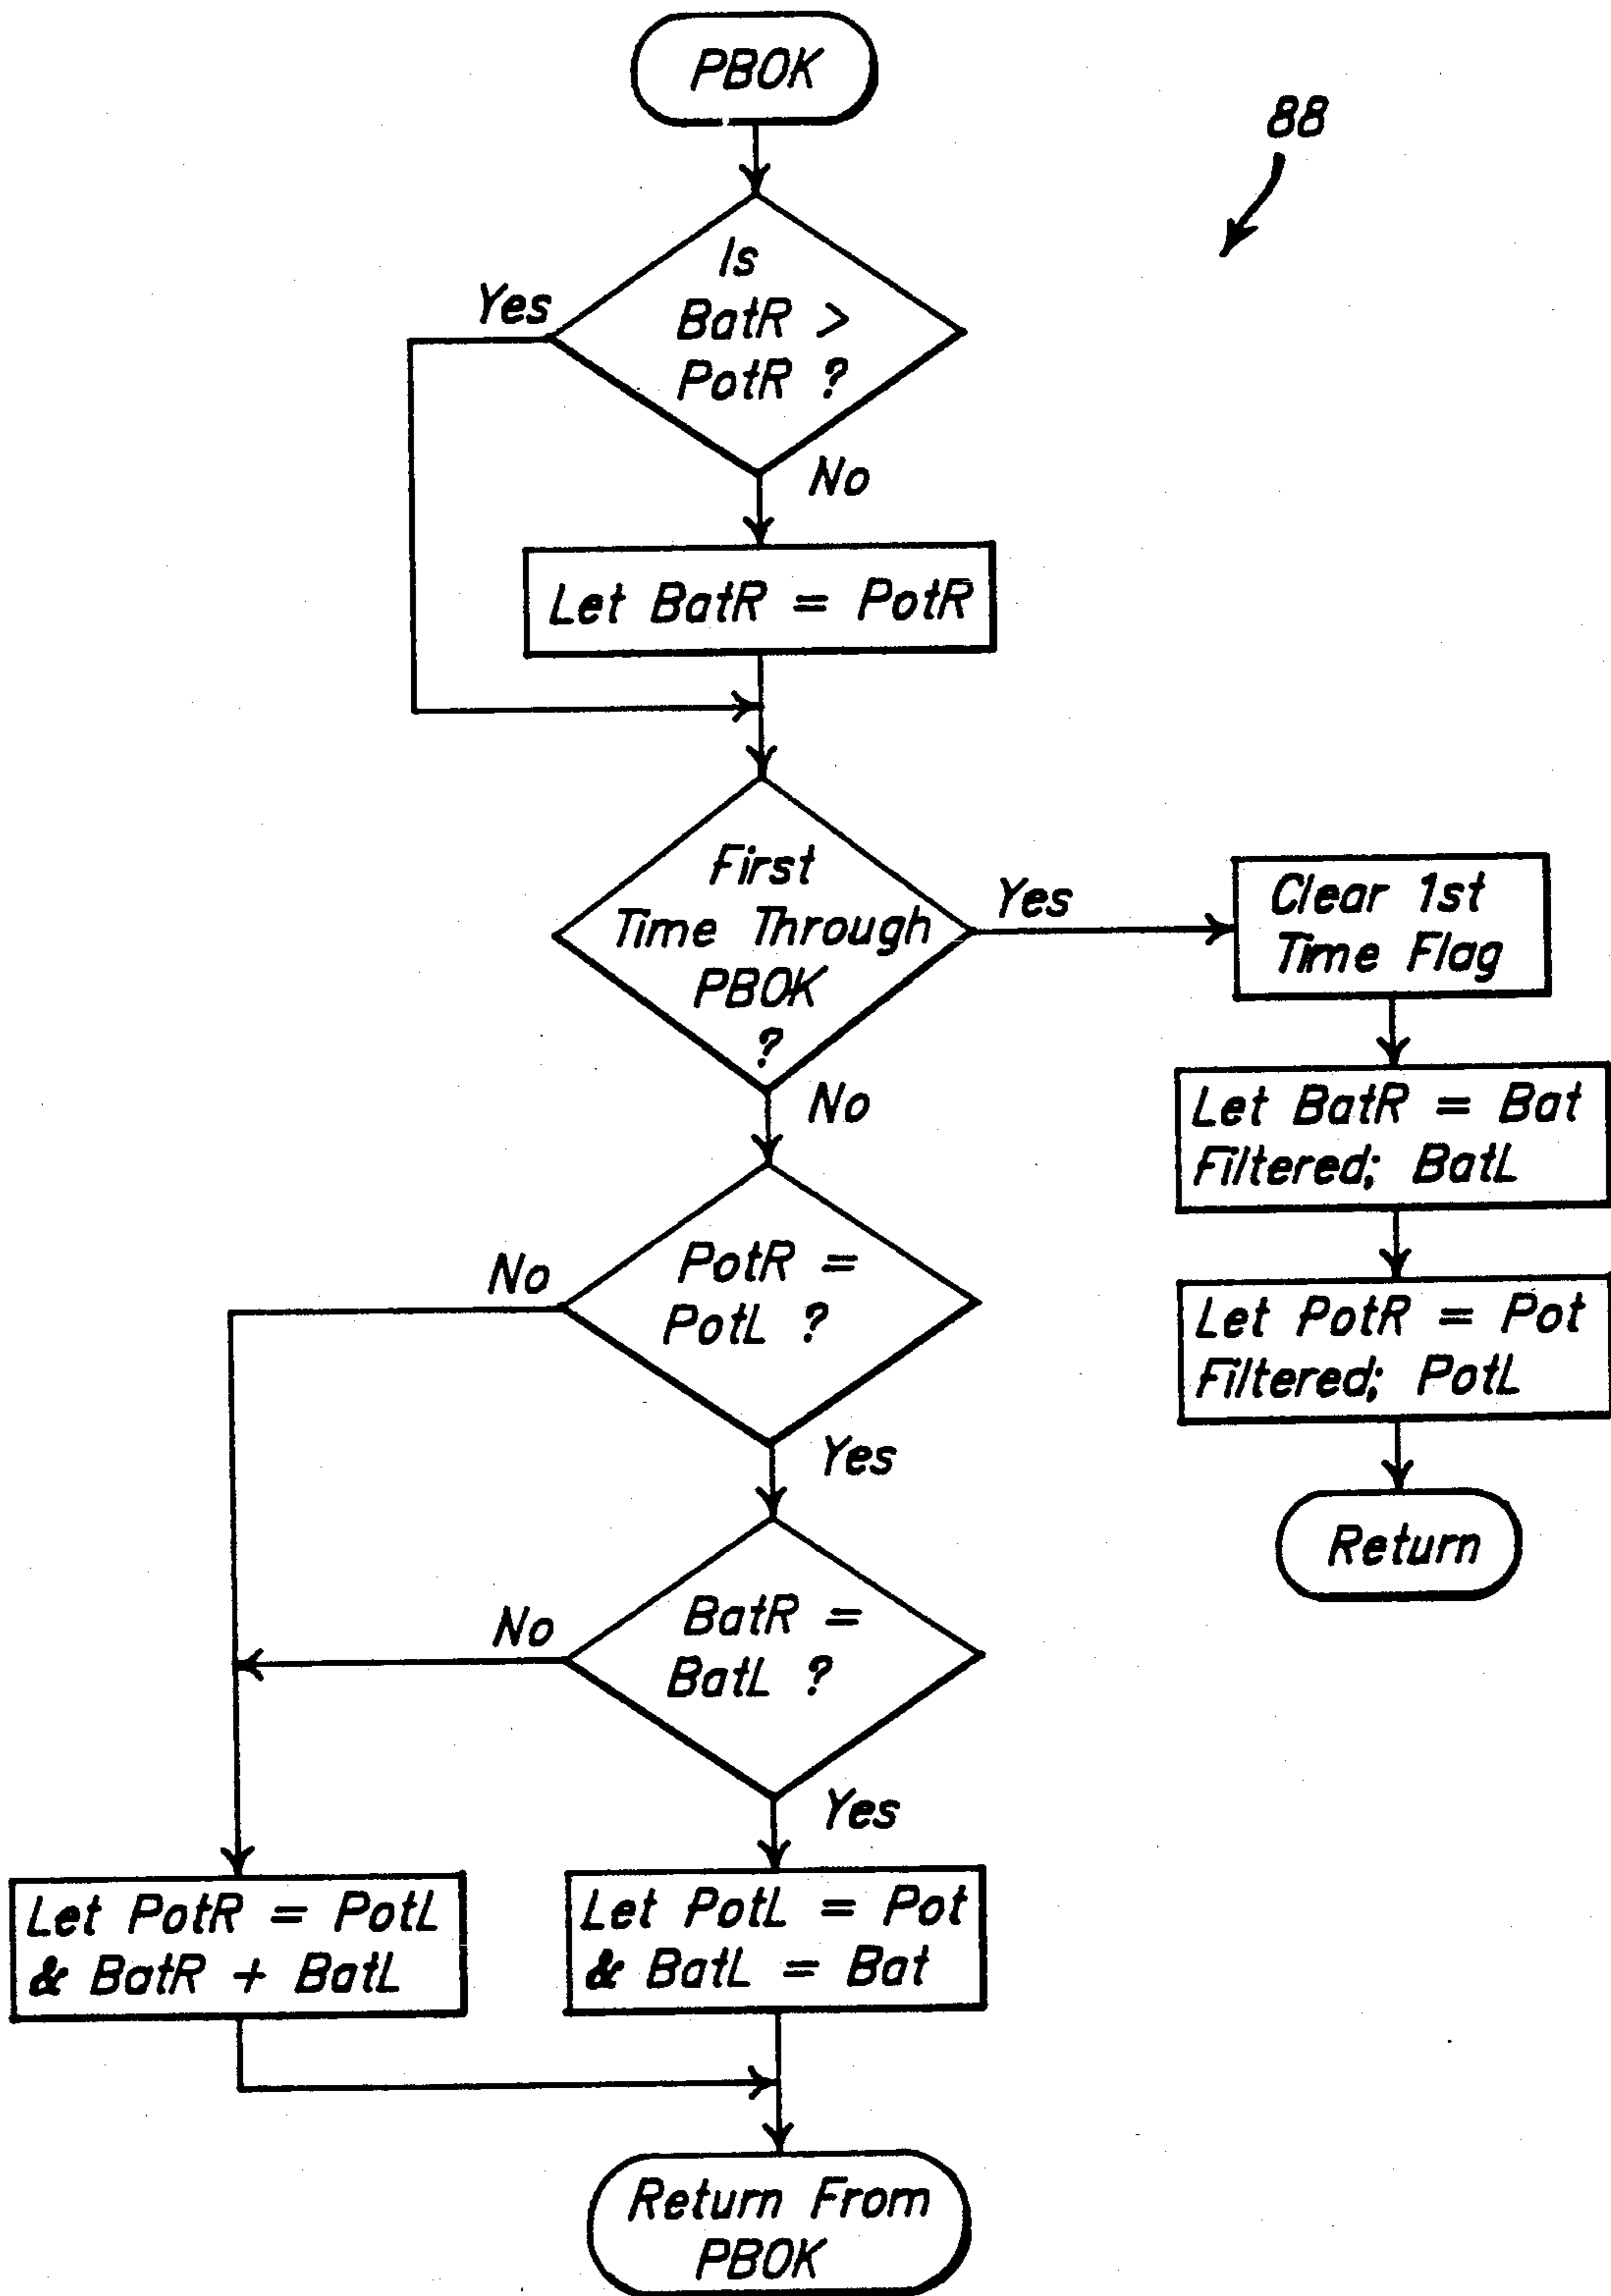 PBOK
88
Is
BatR >
PotR ?
Yes
No
Let BatR = PotR
First
Time Through
PBOK
?
Yes
No
Clear 1st
Time Flag
Let BatR = Bat
Filtered; BatL
Let PotR = Pot
Filtered; PotL
Return
PotR =
PotL ?
No
Yes
BatR =
BatL ?
No
Yes
Let PotR = PotL
& BatR + BatL
Let PotL = Pot
& BatL = Bat
Return From
PBOK